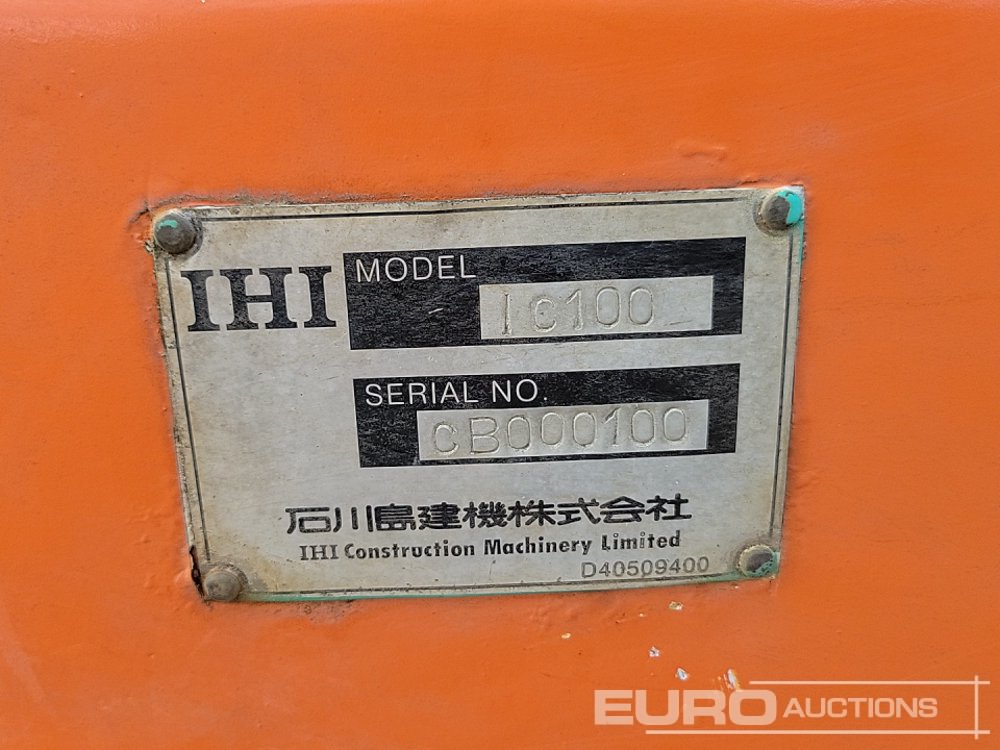 IHI
MODEL
Ic100
SERIAL NO.
cB000100
石川島建機株式会社
IHI Construction Machinery Limited
D40509400
EURO AUCTIONS